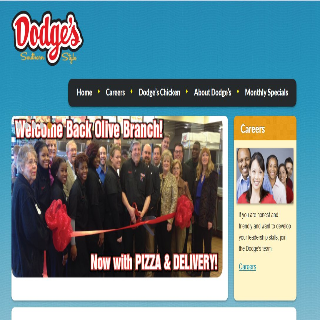 Dodge's
Southern Style
Home
Careers
Dodge's Chicken
About Dodge's
Monthly Specials
Welcome Back Olive Branch!
Now with PIZZA & DELIVERY!
Careers
If you are honest and
friendly and want to develop
your leadership skills, join
the Dodge's team
Careers